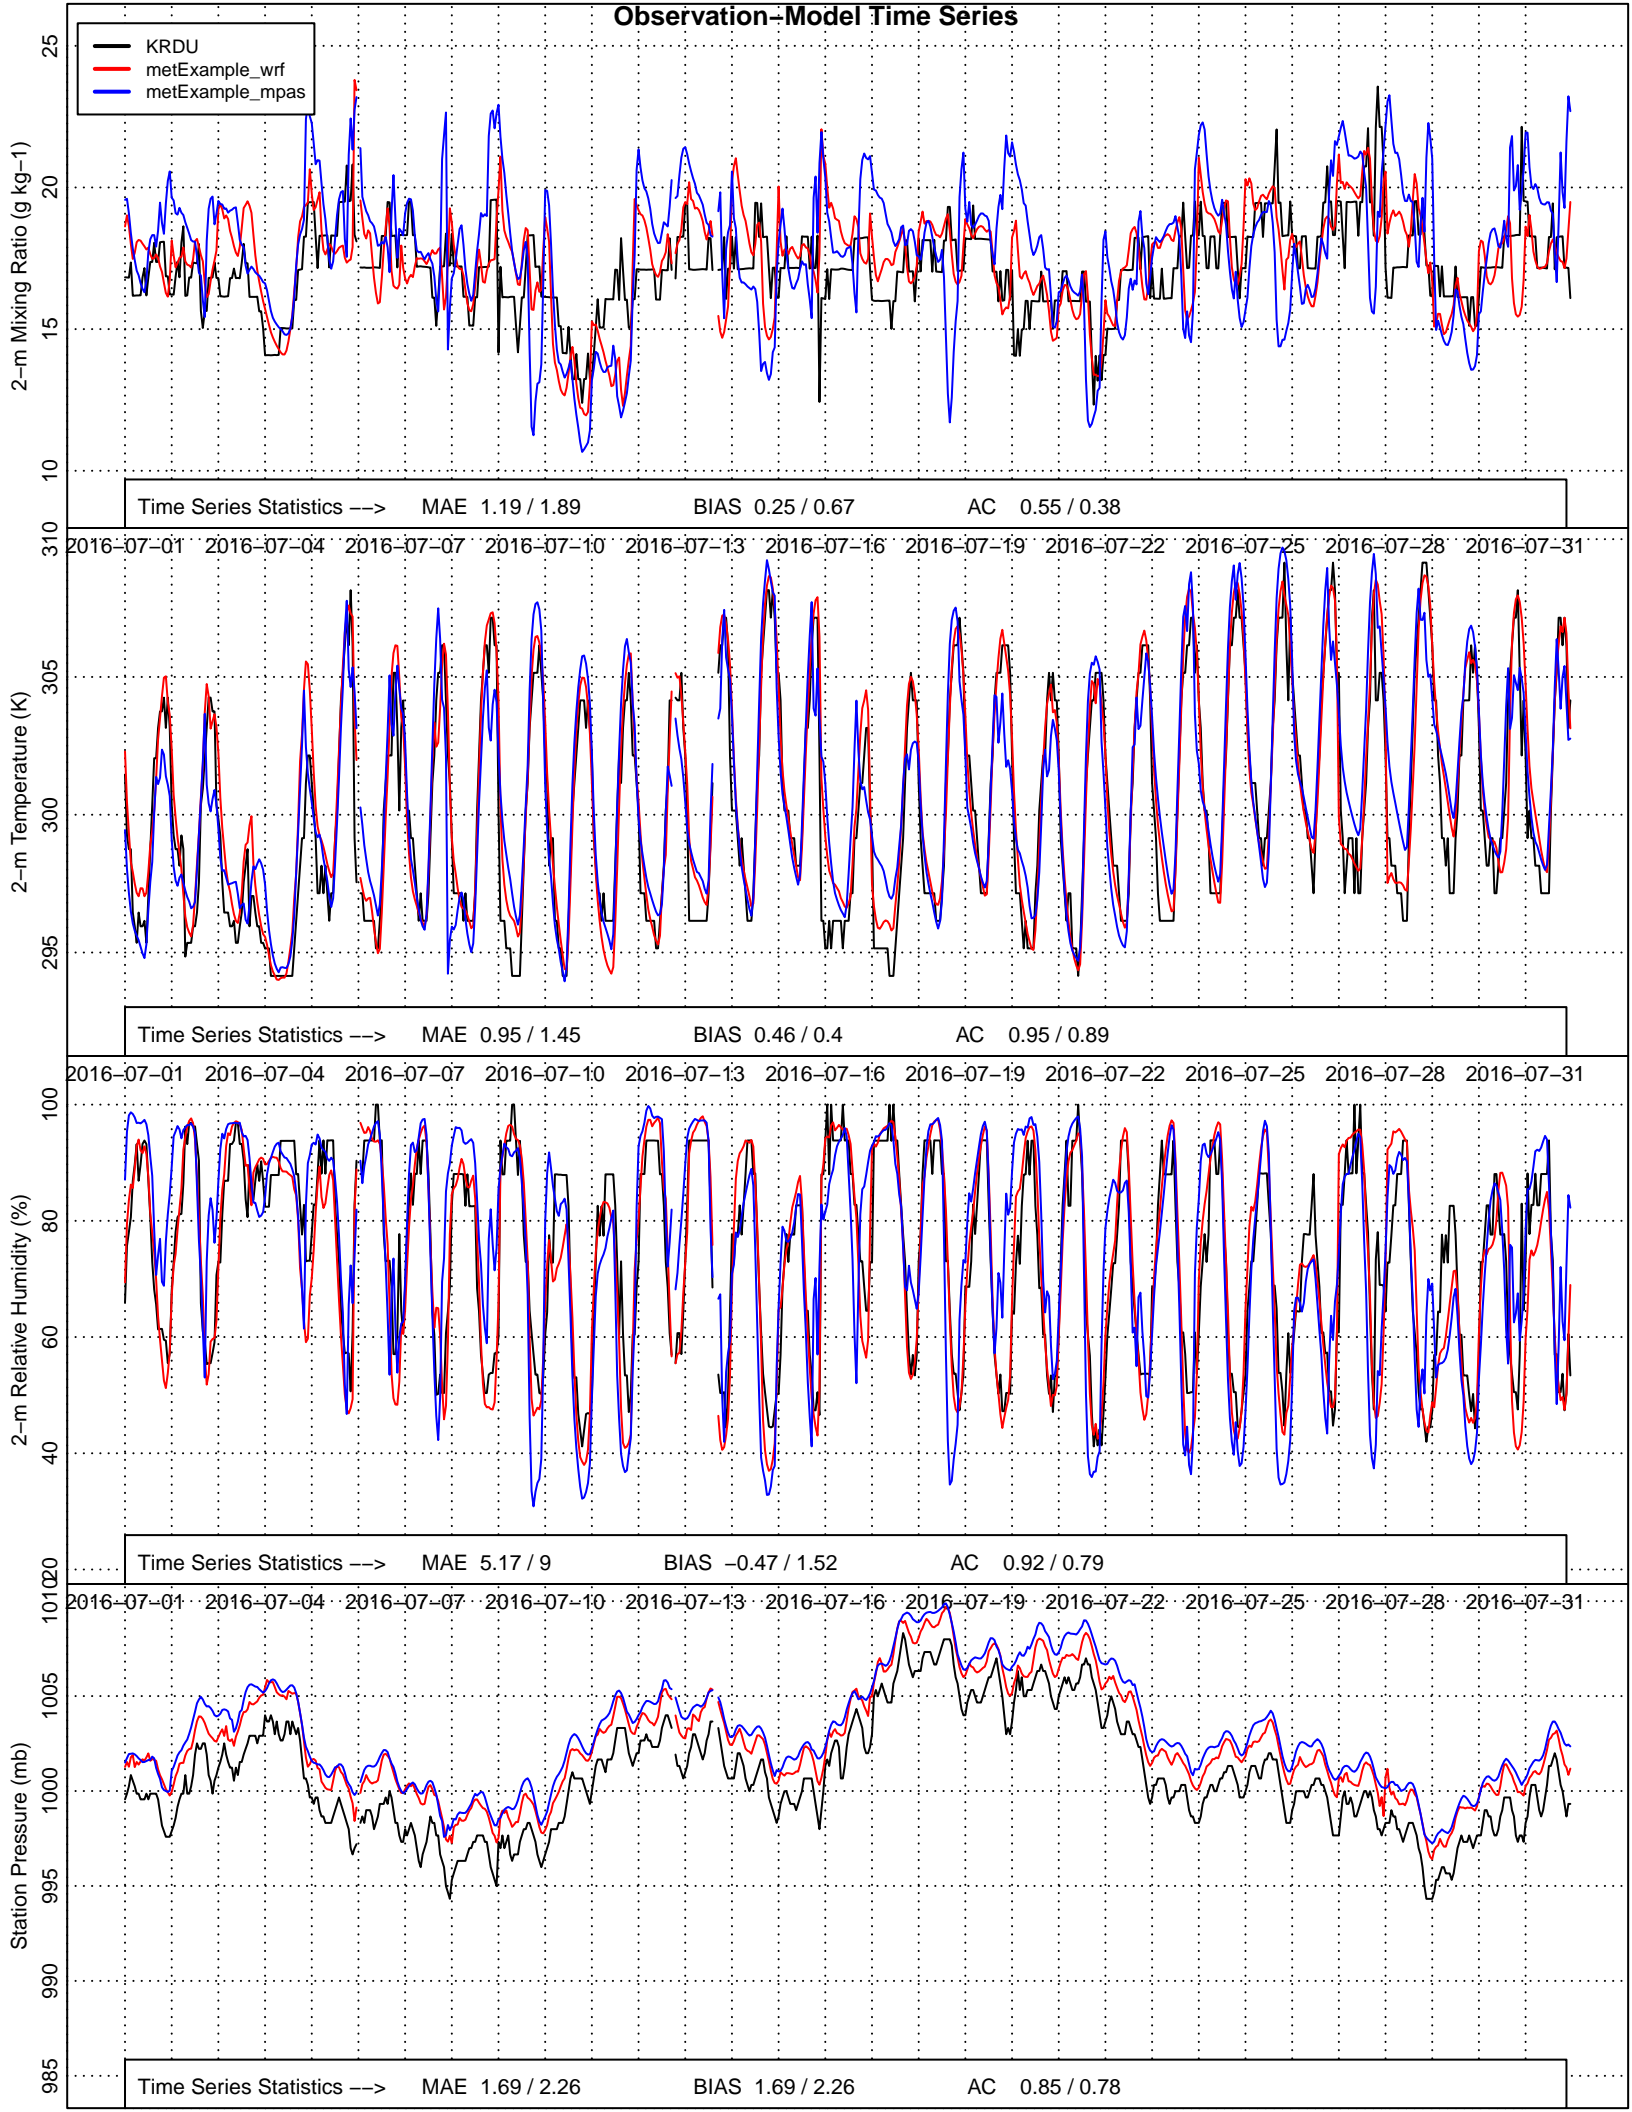 Observation−Model Time Series
KRDU
metExample_wrf
metExample_mpas
2−m Mixing Ratio (g kg−1)
25
20
15
10
Time Series Statistics −−> MAE 1.19 / 1.89 BIAS 0.25 / 0.67 AC 0.55 / 0.38
2016−07−01 2016−07−04 2016−07−07 2016−07−10 2016−07−13 2016−07−16 2016−07−19 2016−07−22 2016−07−25 2016−07−28 2016−07−31
2−m Temperature (K)
310
305
300
295
Time Series Statistics −−> MAE 0.95 / 1.45 BIAS 0.46 / 0.4 AC 0.95 / 0.89
2016−07−01 2016−07−04 2016−07−07 2016−07−10 2016−07−13 2016−07−16 2016−07−19 2016−07−22 2016−07−25 2016−07−28 2016−07−31
2−m Relative Humidity (%)
100
80
60
40
20
Time Series Statistics −−> MAE 5.17 / 9 BIAS −0.47 / 1.52 AC 0.92 / 0.79
2016−07−01 2016−07−04 2016−07−07 2016−07−10 2016−07−13 2016−07−16 2016−07−19 2016−07−22 2016−07−25 2016−07−28 2016−07−31
Station Pressure (mb)
1010
1005
1000
995
990
985
Time Series Statistics −−> MAE 1.69 / 2.26 BIAS 1.69 / 2.26 AC 0.85 / 0.78